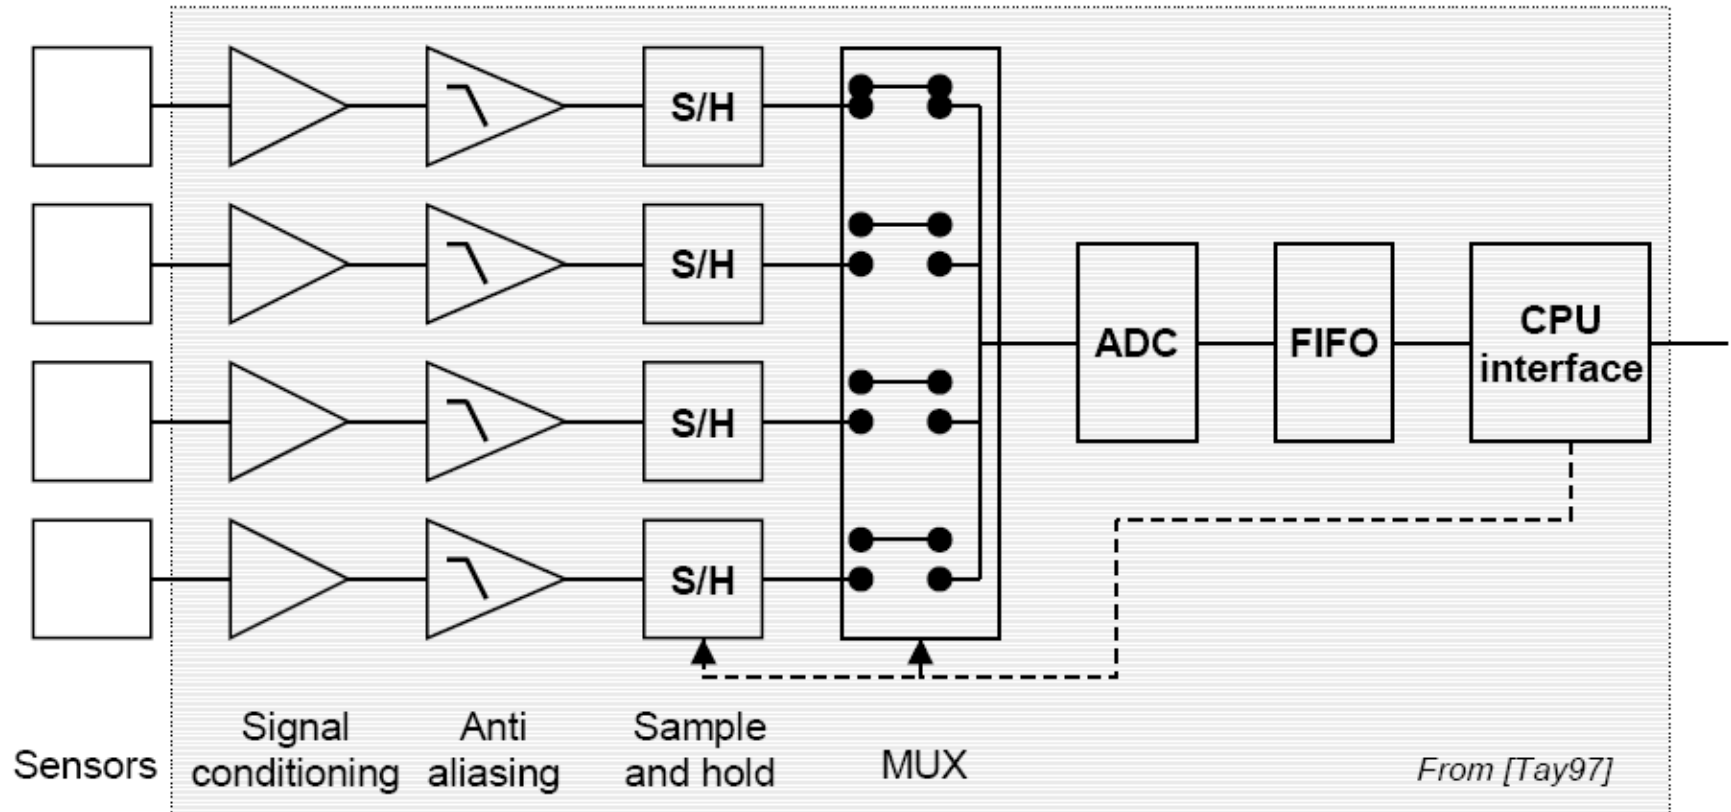 S/H
S/H
S/H
S/H
ADC
FIFO
CPU
interface
Sensors
Signal
conditioning
Anti
aliasing
Sample
and hold
MUX
From [Tay97]